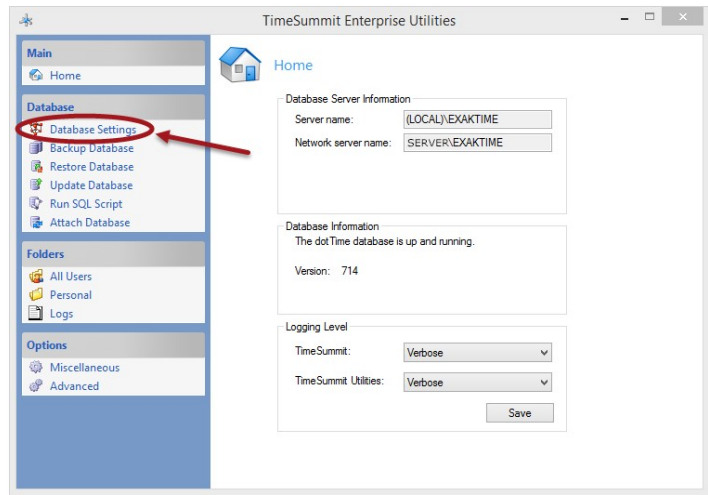 TimeSummit Enterprise Utilities
Main
Home
Database
Database Settings
Backup Database
Restore Database
Update Database
Run SQL Script
Attach Database
Folders
All Users
Personal
Logs
Options
Miscellaneous
Advanced
Home
Database Server Information
Server name: (LOCAL)\EXAKTIME
Network server name: SERVER\EXAKTIME
Database Information
The dotTime database is up and running.
Version: 714
Logging Level
TimeSummit: Verbose
TimeSummit Utilities: Verbose
Save